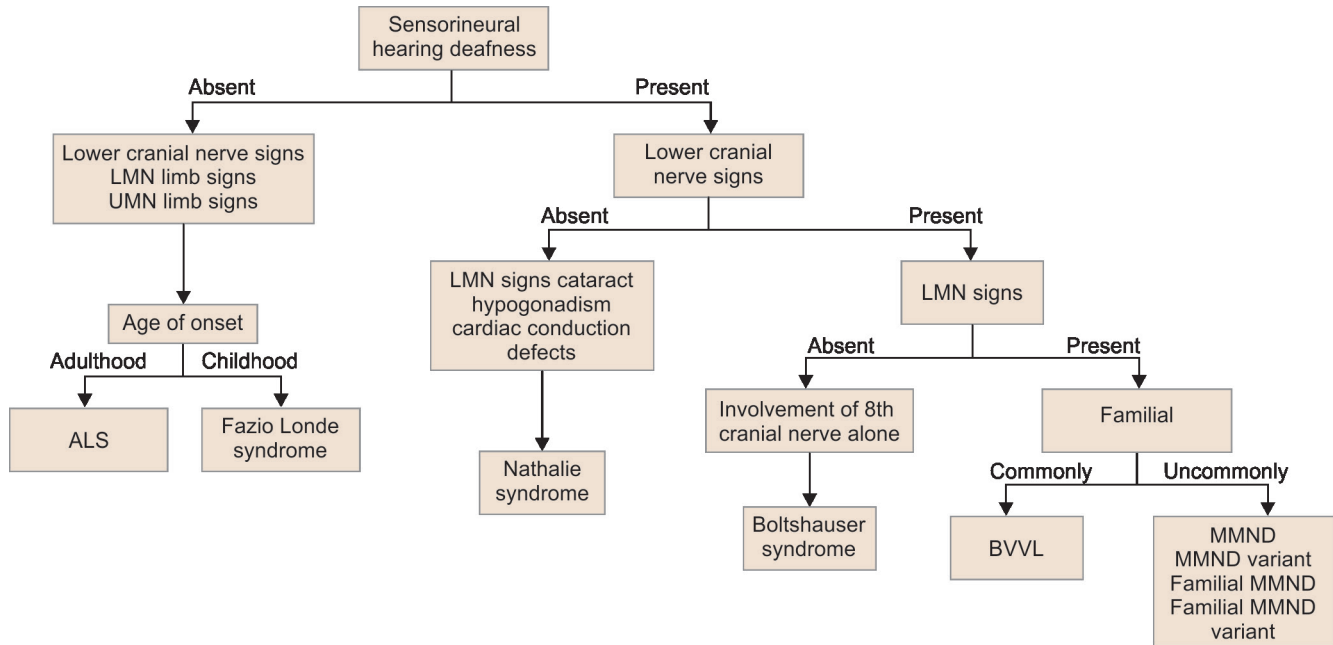 Sensorineural
hearing deafness
Absent
Present
Lower cranial nerve signs
LMN limb signs
UMN limb signs
Lower cranial
nerve signs
Absent
Present
LMN signs cataract
hypogonadism
cardiac conduction
defects
LMN signs
Age of onset
Adulthood
Childhood
Absent
Present
ALS
Fazio Londe
syndrome
Involvement of 8th
cranial nerve alone
Familial
Nathalie
syndrome
Commonly
Uncommonly
Boltshauser
syndrome
BVVL
MMND
MMND variant
Familial MMND
Familial MMND
variant